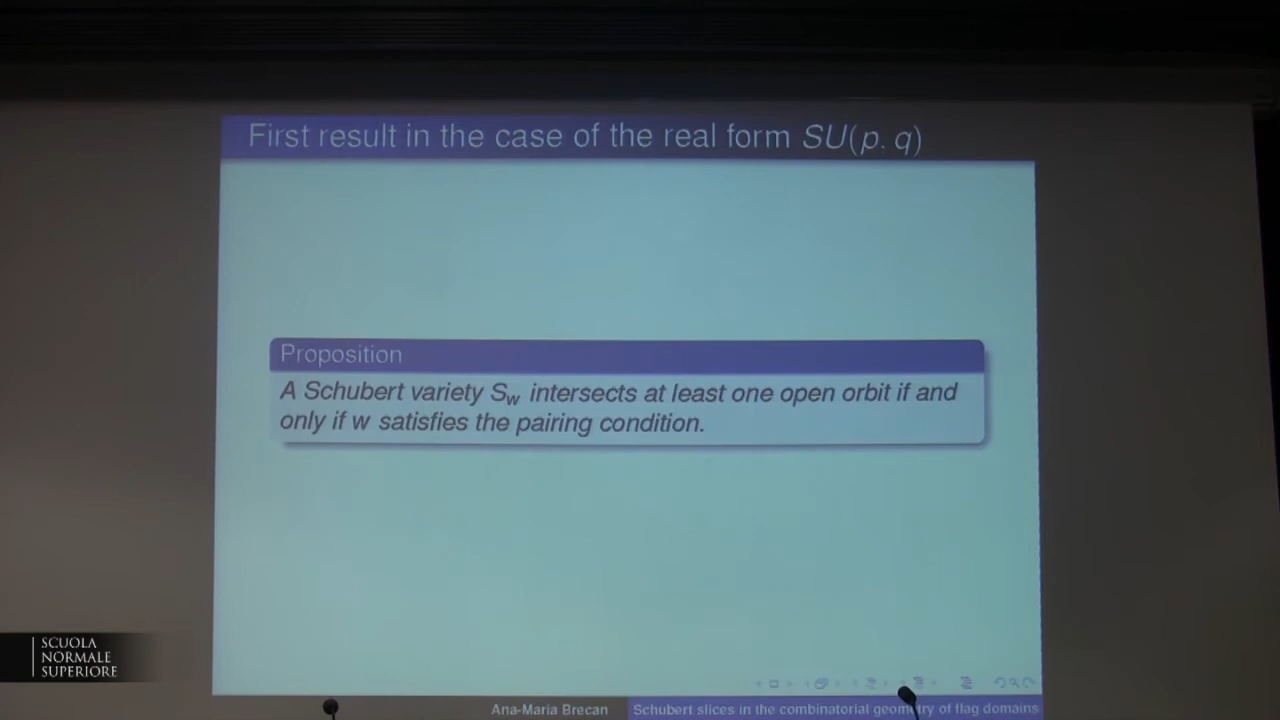 First result in the case of the real form SU(p, q)
Proposition
A Schubert variety Sw intersects at least one open orbit if and
only if w satisfies the pairing condition.
SCUOLA
NORMALE
SUPERIORE
Ana-Maria Brecan
Schubert slices in the combinatorial geometry of flag domains